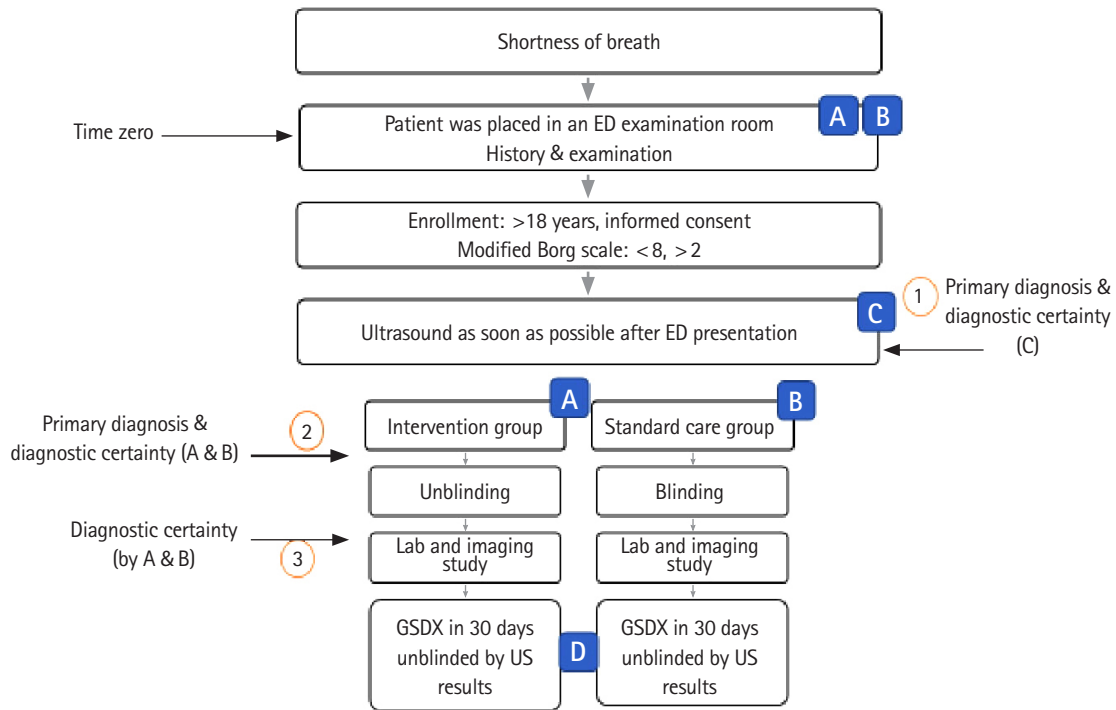 Shortness of breath
Time zero
Patient was placed in an ED examination room
History & examination
A
B
Enrollment: >18 years, informed consent
Modified Borg scale: <8, >2
Ultrasound as soon as possible after ED presentation
C
1
Primary diagnosis &
diagnostic certainty
(C)
Primary diagnosis &
diagnostic certainty (A & B)
2
Intervention group
A
Standard care group
B
Unblinding
Blinding
Diagnostic certainty
(by A & B)
3
Lab and imaging
study
Lab and imaging
study
GSDX in 30 days
unblinded by US
results
D
GSDX in 30 days
unblinded by US
results